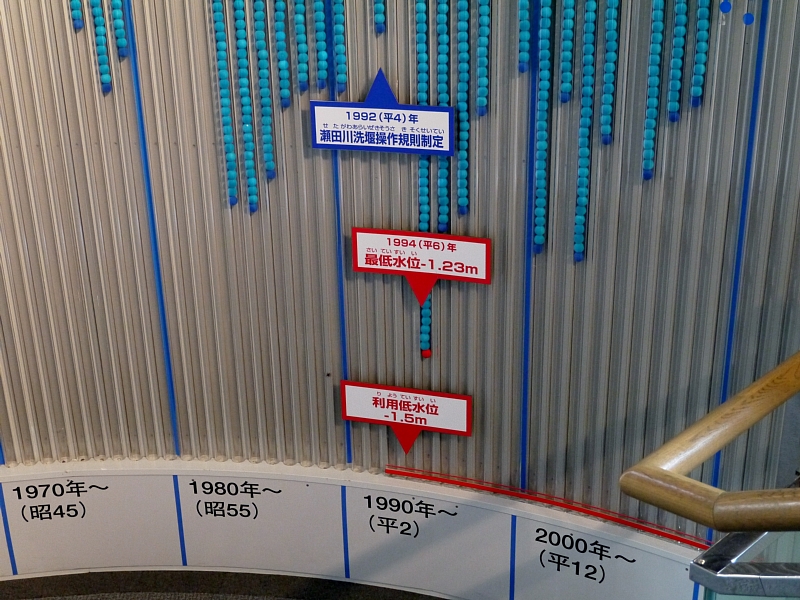 1992(平4)年
せたがわあらいぜきそうさきそくせいてい
瀬田川洗堰操作規則制定
1994(平6)年
さいていすいい
最低水位-1.23m
りようていすいい
利用低水位
-1.5m
1970年～
(昭45)
1980年～
(昭55)
1990年～
(平2)
2000年～
(平12)